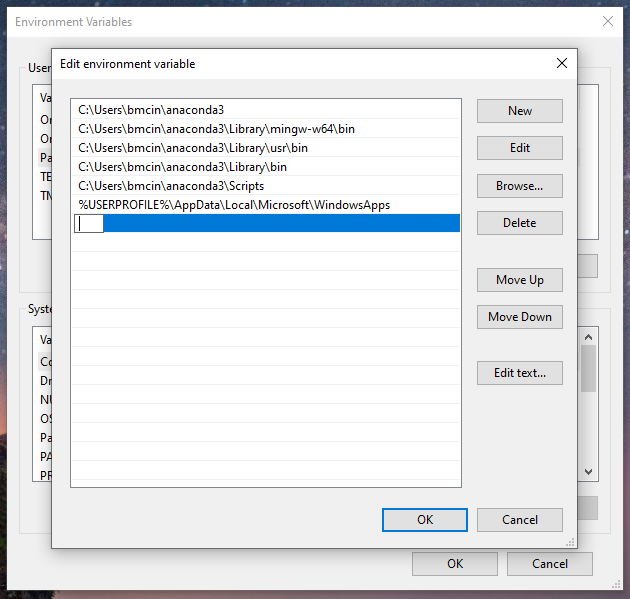 Environment Variables
Edit environment variable
User
Va
On
On
Pa
TE
C:\Users\bmcin\anaconda3
C:\Users\bmcin\anaconda3\Library\mingw-w64\bin
C:\Users\bmcin\anaconda3\Library\usr\bin
C:\Users\bmcin\anaconda3\Library\bin
C:\Users\bmcin\anaconda3\Scripts
%USERPROFILE%\AppData\Local\Microsoft\WindowsApps
New
Edit
Browse...
Delete
Move Up
Move Down
Edit text...
Syste
Va
Co
Dr
NU
OS
Pa
PA
PR
OK
Cancel
OK
Cancel